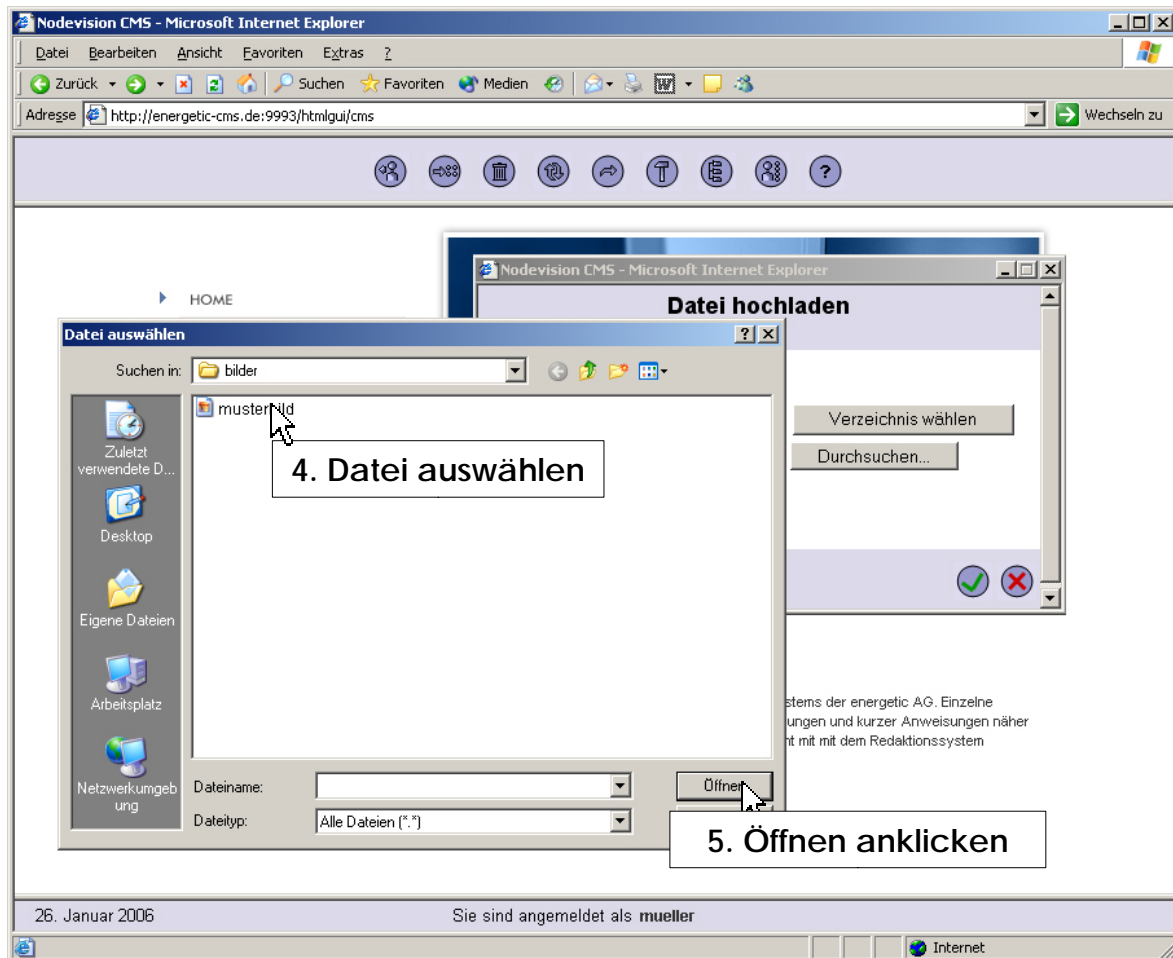 Nodevision CMS - Microsoft Internet Explorer
Datei Bearbeiten Ansicht Favoriten Extras ?
Zurück Suchen Favoriten Medien
Adresse http://energetic-cms.de:9993/htmlgui/cms Wechseln zu
HOME
Nodevision CMS - Microsoft Internet Explorer
Datei hochladen
Verzeichnis wählen
Durchsuchen...
Datei auswählen
Suchen in: bilder
musterbild
4. Datei auswählen
Zuletzt
verwendete D...
Desktop
Eigene Dateien
Arbeitsplatz
Netzwerkumgeb
ung
Dateiname:
Öffnen
Dateityp: Alle Dateien (*.*)
5. Öffnen anklicken
stems der energetic AG. Einzelne
ungen und kurzer Anweisungen näher
mit mit dem Redaktionssystem
26. Januar 2006 Sie sind angemeldet als mueller
Internet